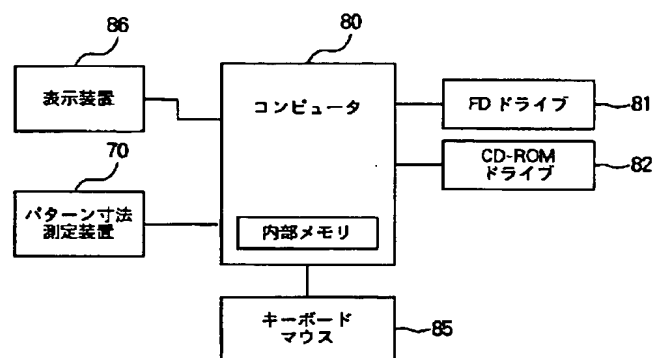 86
80
表示装置
コンピュータ
FD ドライブ
81
CD-ROM
ドライブ
82
70
パターン寸法
測定装置
内部メモリ
キーボード
マウス
85